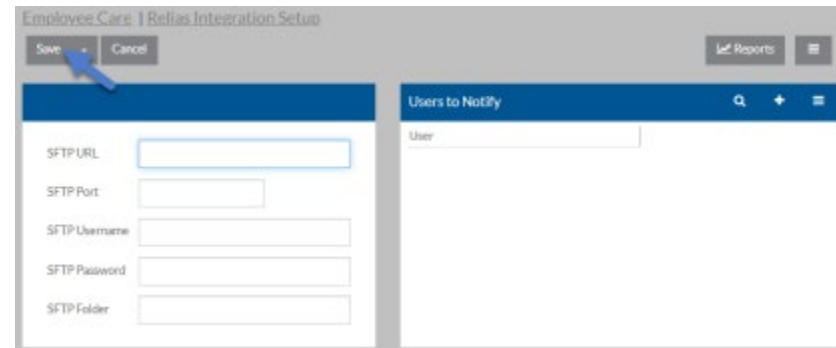 Employee Care | Relias Integration Setup
Save Cancel Reports
Users to Notify
User
SFTP URL
SFTP Port
SFTP Username
SFTP Password
SFTP Folder